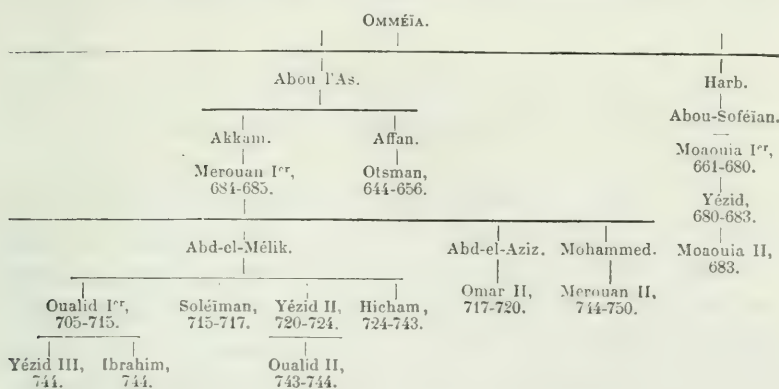 OMMÉÏA.
Abou l'As. Harb.
Abou-Soféïan.
Akkam. Affan. Moaouia Ier,
661-680.
Merouan Ier, Otsman,
684-685. 644-656. Yézid,
680-683.
Abd-el-Mélik. Abd-el-Aziz. Mohammed. Moaouia II,
683.
Oualid Ier, Soléïman, Yézid II, Hicham, Omar II, Merouan II,
705-715. 715-717. 720-724. 724-743. 717-720. 744-750.
Yézid III, Ibrahim, Oualid II,
744. 744. 743-744.